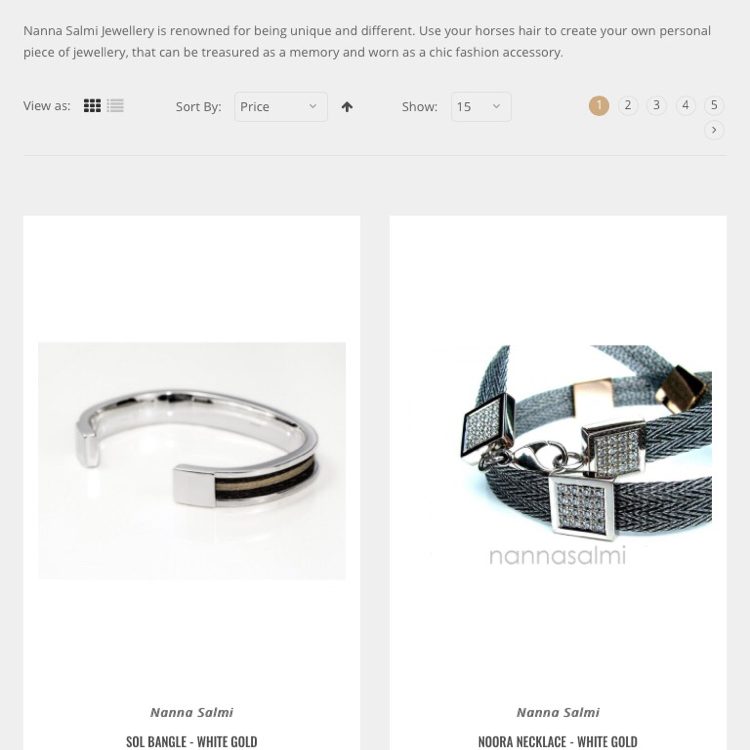 Nanna Salmi Jewellery is renowned for being unique and different. Use your horses hair to create your own personal
piece of jewellery, that can be treasured as a memory and worn as a chic fashion accessory.
View as: Sort By: Price Show: 15 1 2 3 4 5
>
nannasalmi
Nanna Salmi Nanna Salmi
SOL BANGLE - WHITE GOLD NOORA NECKLACE - WHITE GOLD